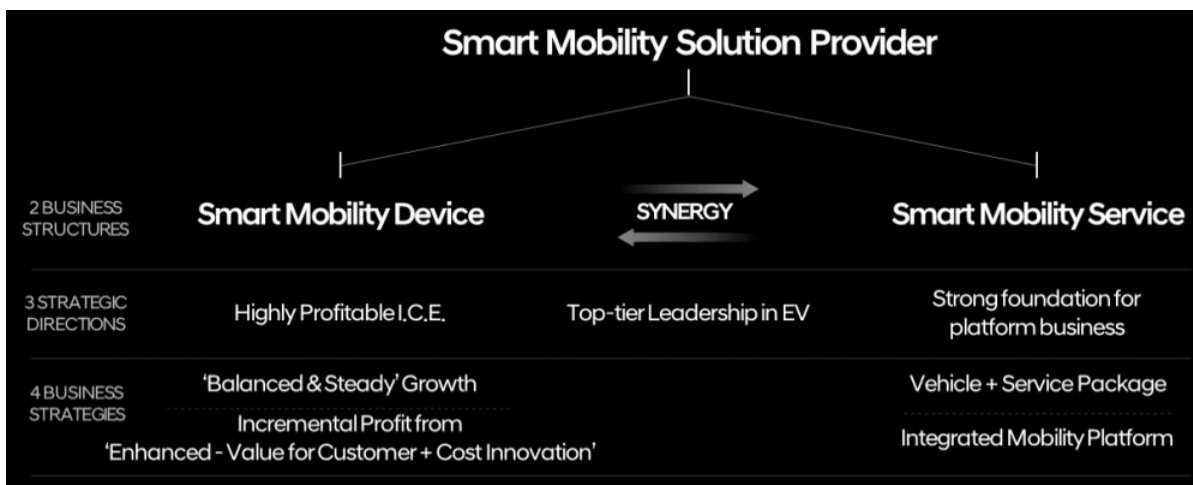 Smart Mobility Solution Provider
2 BUSINESS
STRUCTURES
Smart Mobility Device
SYNERGY
Smart Mobility Service
3 STRATEGIC
DIRECTIONS
Highly Profitable I.C.E.
Top-tier Leadership in EV
Strong foundation for
platform business
4 BUSINESS
STRATEGIES
‘Balanced & Steady’ Growth
Incremental Profit from
‘Enhanced - Value for Customer + Cost Innovation’
Vehicle + Service Package
Integrated Mobility Platform